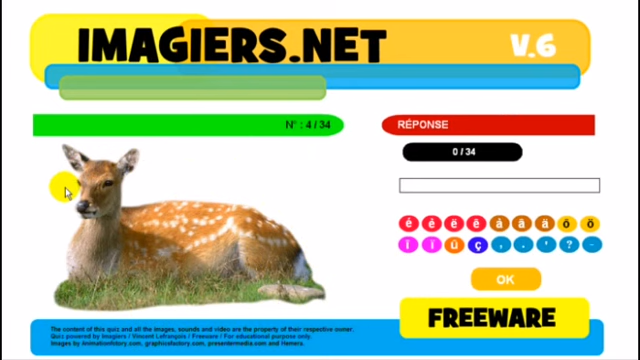 IMAGIERS.NET
V.6
N° : 4 / 34
RÉPONSE
0 / 34
é è ê ë à â ä ô ö
î ï û ç , . ' ? -
OK
FREEWARE
The content of this quiz and all the images, sounds and video are the property of their respective owner.
Quiz powered by Imagiers / Vincent Lefrançois / Freeware / For educational purpose only.
Images by Animationfstory.com, graphicsfactory.com, presentermedia.com and Hemera.